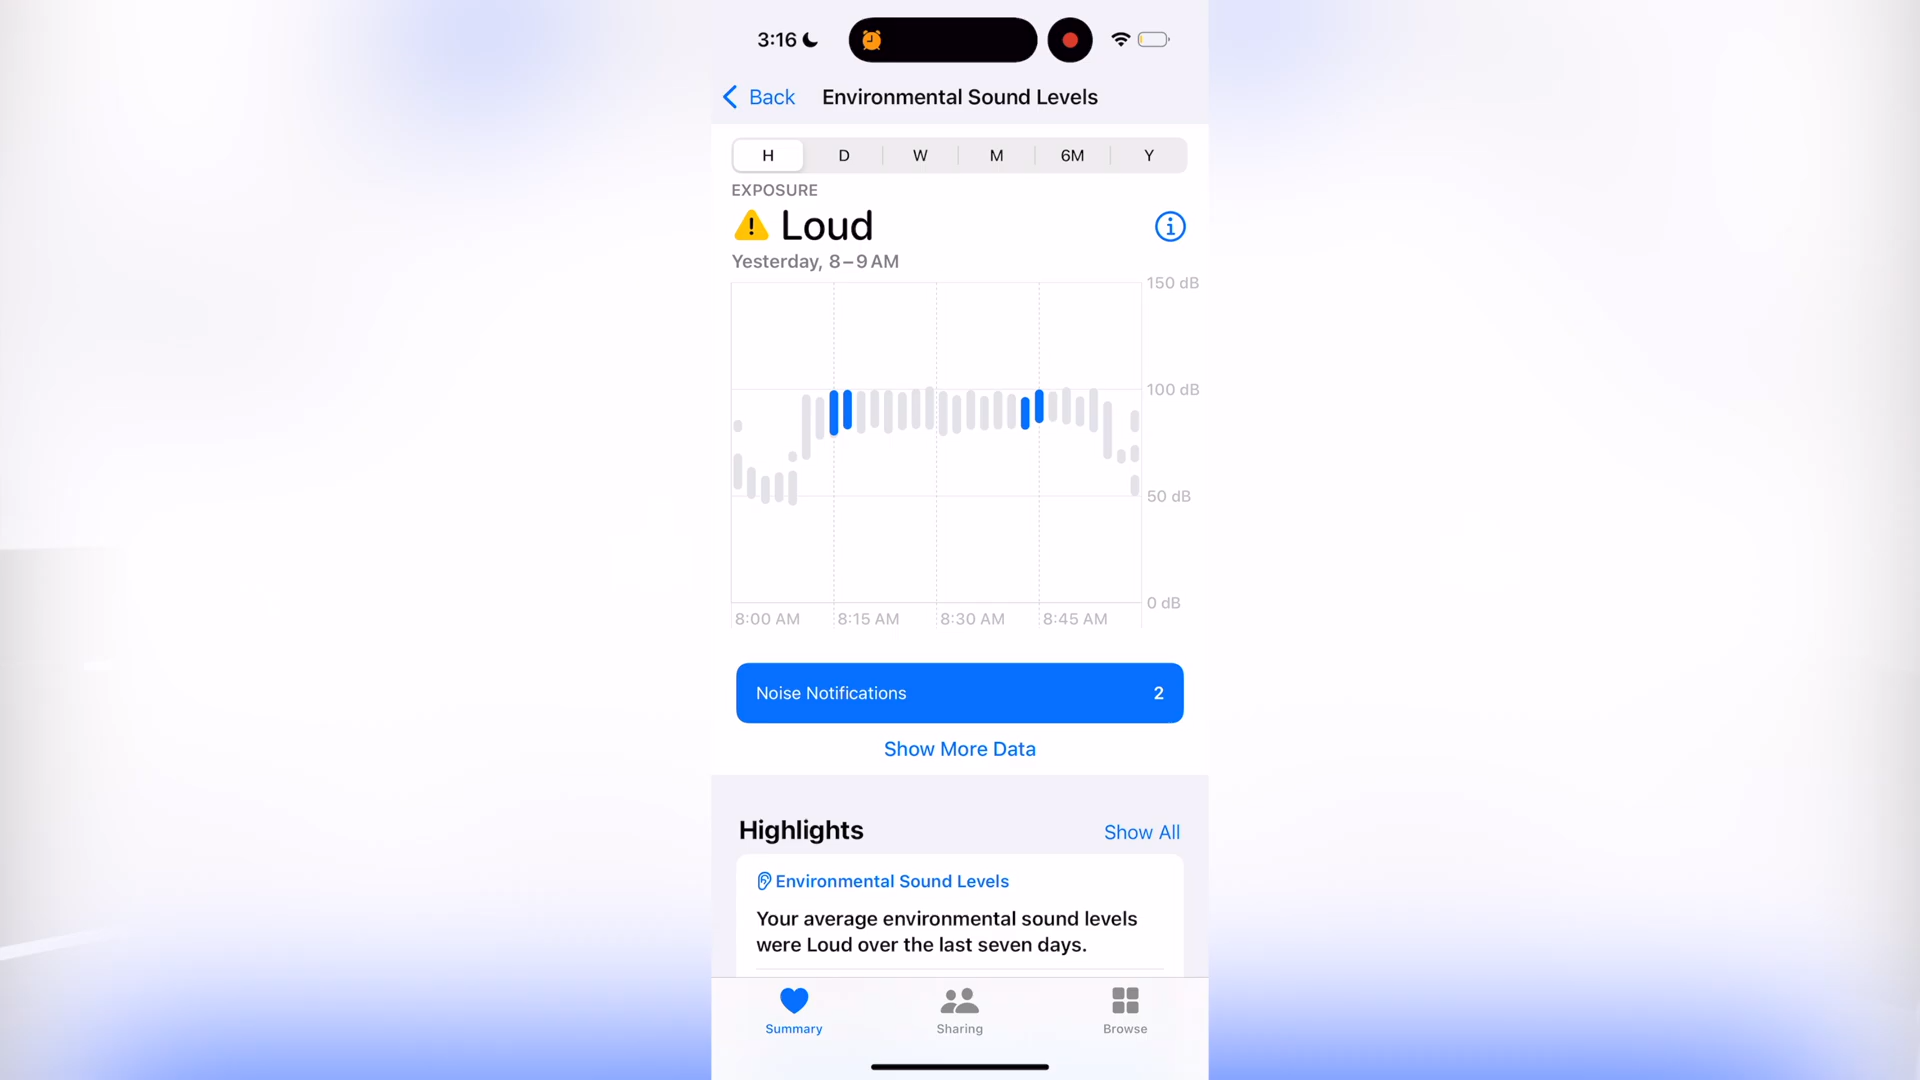 3:16
Back
Environmental Sound Levels
H D W M 6M Y
EXPOSURE
Loud
Yesterday, 8–9 AM
150 dB
100 dB
50 dB
0 dB
8:00 AM 8:15 AM 8:30 AM 8:45 AM
Noise Notifications 2
Show More Data
Highlights Show All
Environmental Sound Levels
Your average environmental sound levels
were Loud over the last seven days.
Summary Sharing Browse